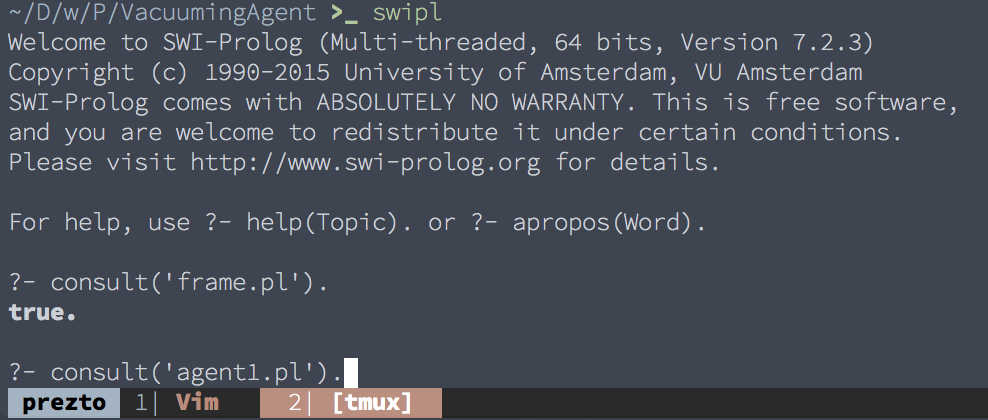 ~/D/w/P/VacuumingAgent >_ swipl
Welcome to SWI-Prolog (Multi-threaded, 64 bits, Version 7.2.3)
Copyright (c) 1990-2015 University of Amsterdam, VU Amsterdam
SWI-Prolog comes with ABSOLUTELY NO WARRANTY. This is free software,
and you are welcome to redistribute it under certain conditions.
Please visit http://www.swi-prolog.org for details.
For help, use ?- help(Topic). or ?- apropos(Word).
?- consult('frame.pl').
true.
?- consult('agent1.pl').
prezto 1| Vim 2| [tmux]